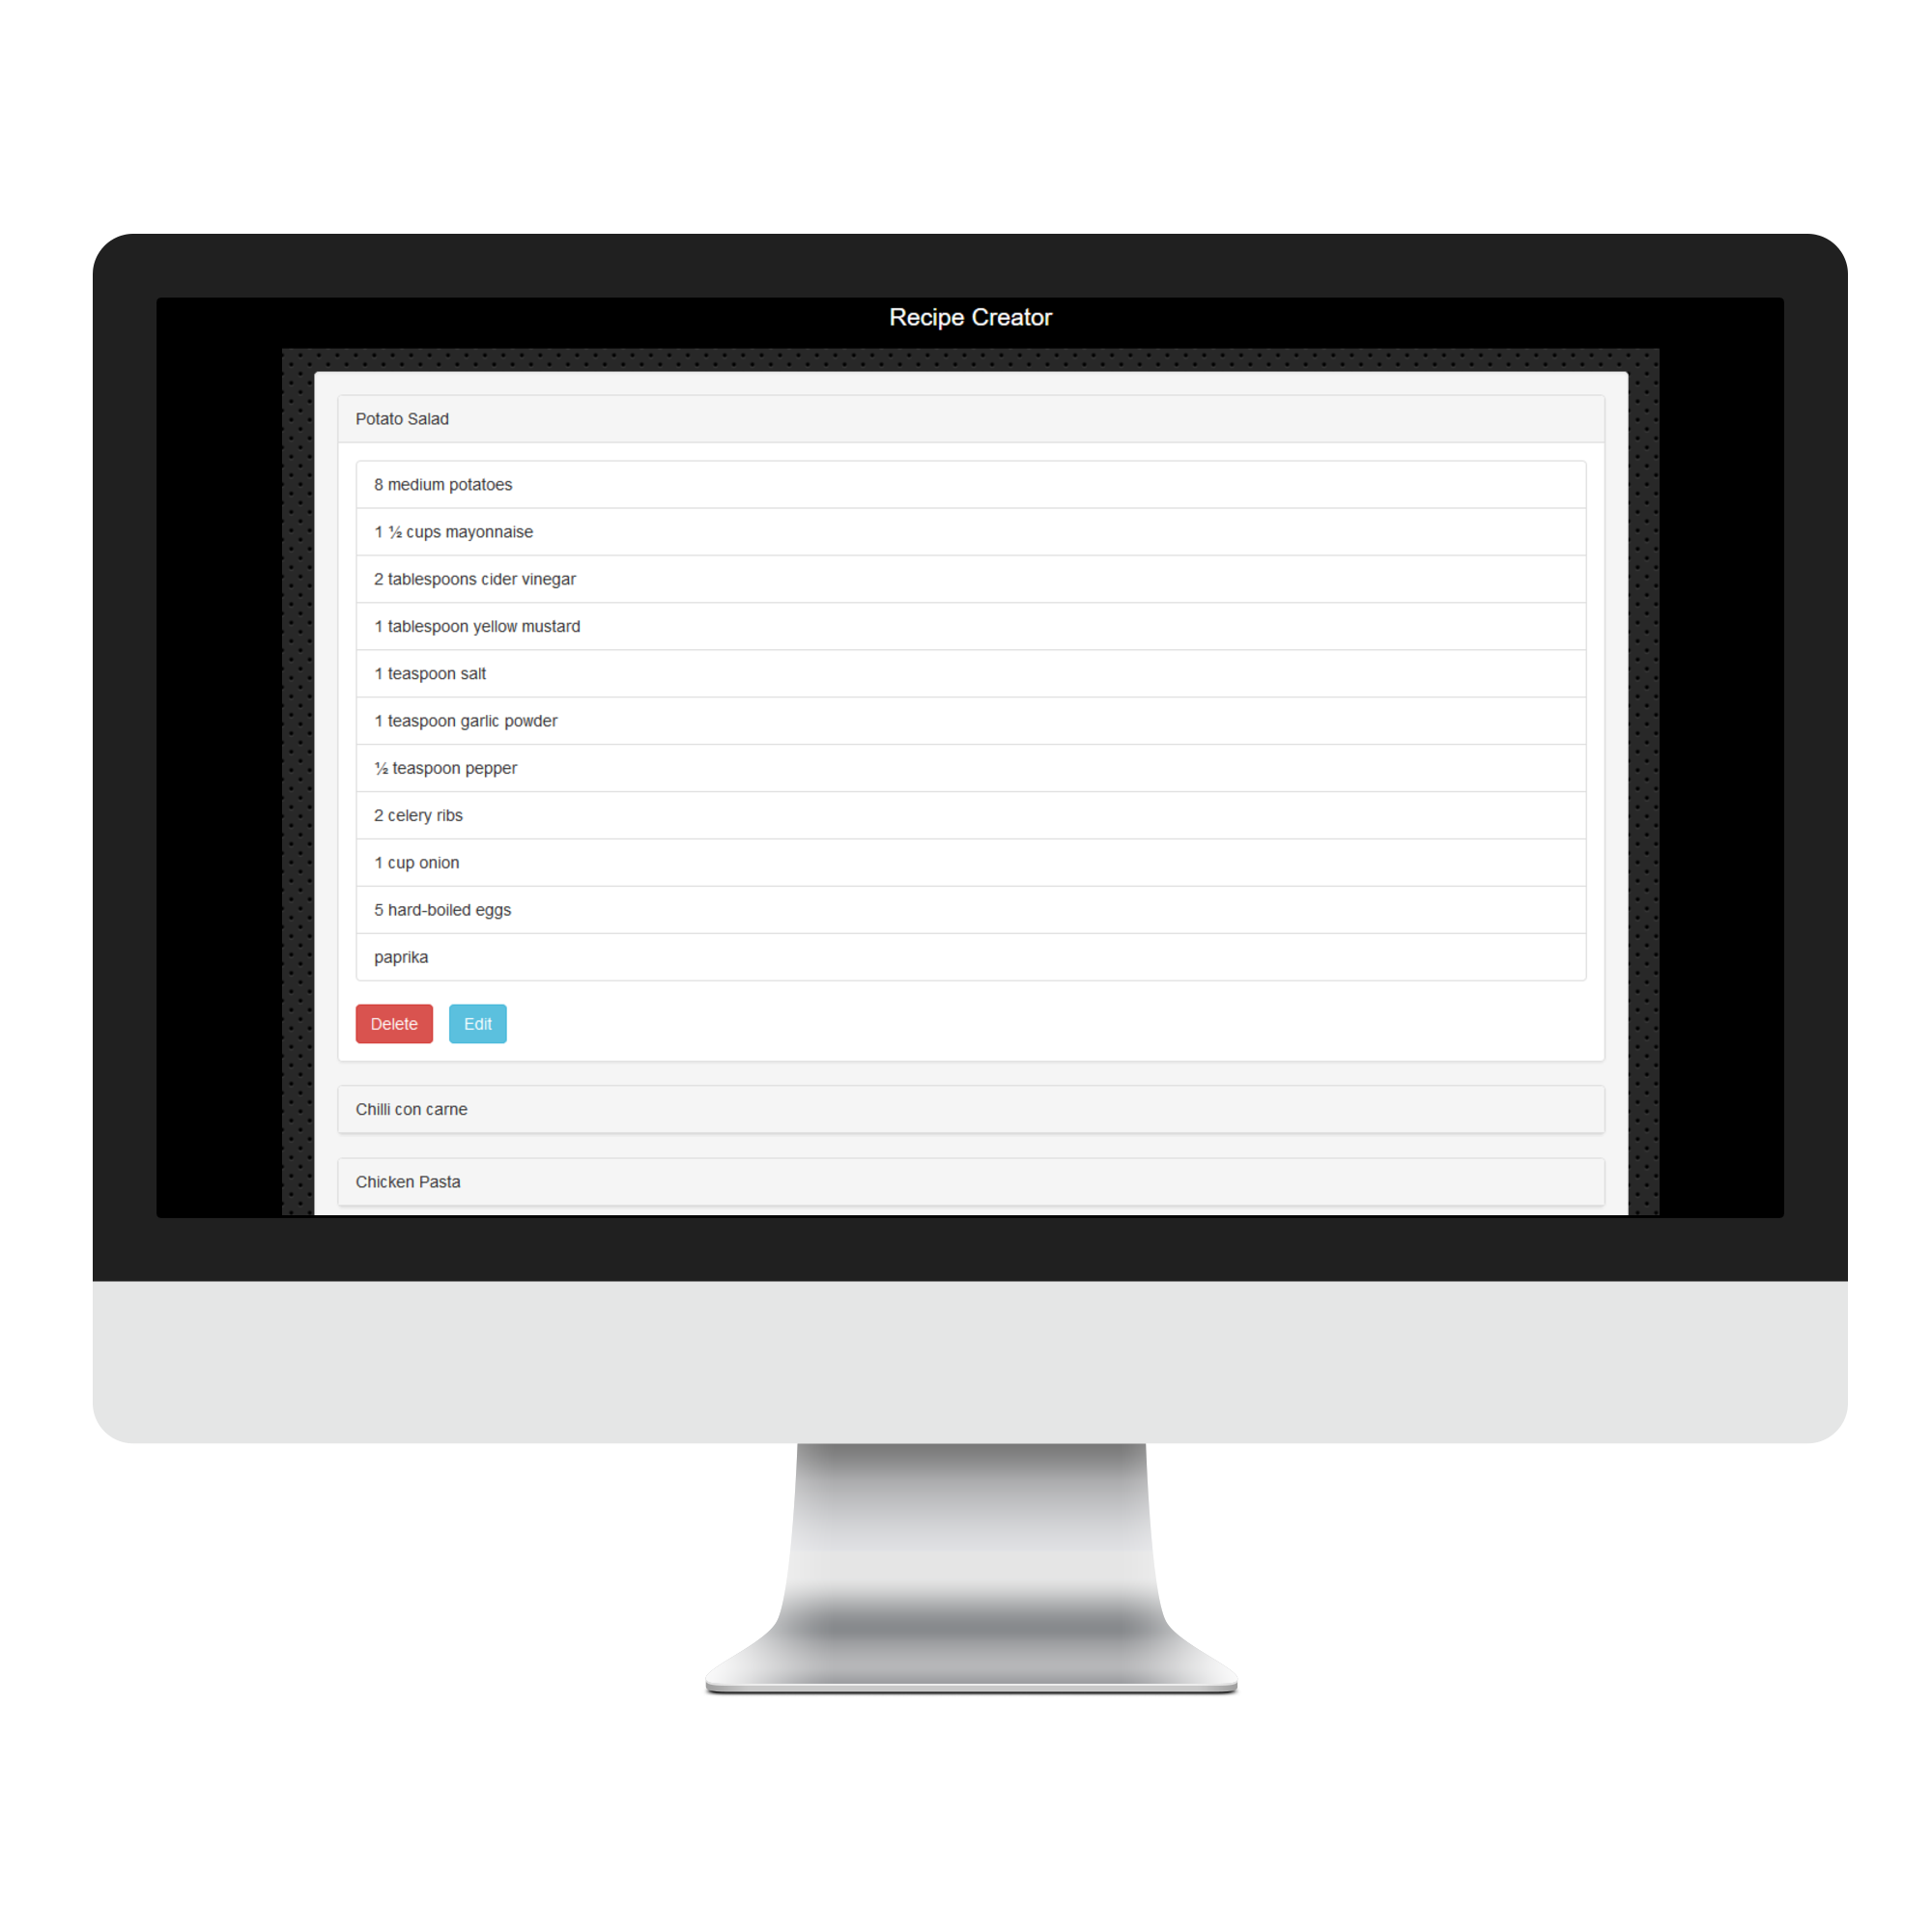 Recipe Creator
Potato Salad
8 medium potatoes
1 ½ cups mayonnaise
2 tablespoons cider vinegar
1 tablespoon yellow mustard
1 teaspoon salt
1 teaspoon garlic powder
½ teaspoon pepper
2 celery ribs
1 cup onion
5 hard-boiled eggs
paprika
Delete Edit
Chilli con carne
Chicken Pasta